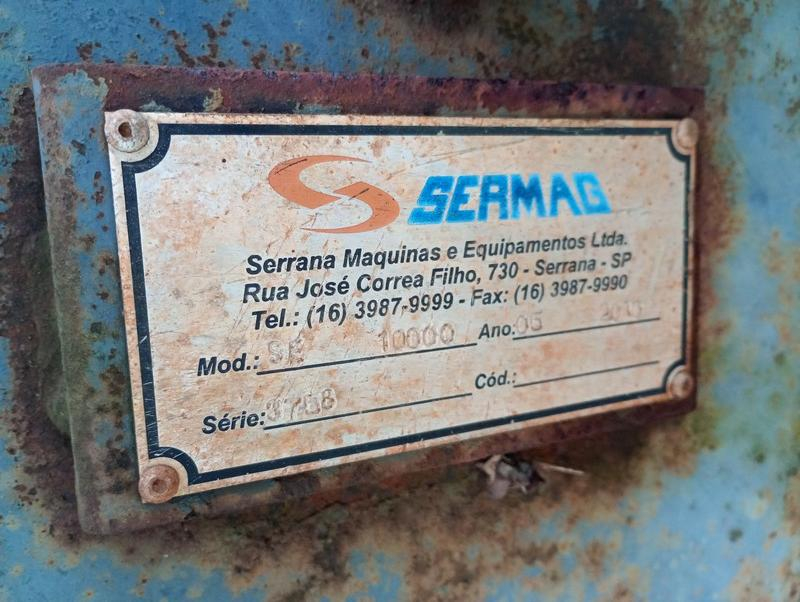 SERMAG
Serrana Maquinas e Equipamentos Ltda.
Rua José Correa Filho, 730 - Serrana - SP
Tel.: (16) 3987-9999 - Fax: (16) 3987-9990
Mod.: 10000 Ano: 05
Série: Cód.: